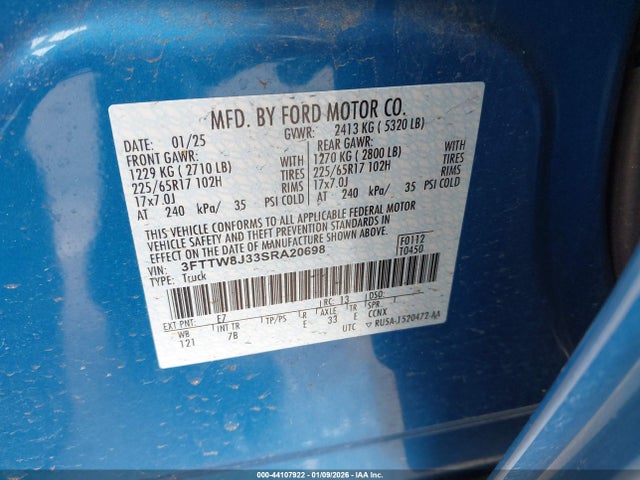 MFD. BY FORD MOTOR CO.
DATE: 01/25 GVWR: 2413 KG ( 5320 LB)
FRONT GAWR: REAR GAWR:
1229 KG ( 2710 LB) WITH 1270 KG ( 2800 LB) WITH
225/65R17 102H TIRES 225/65R17 102H TIRES
17x7.0J RIMS 17x7.0J RIMS
AT 240 kPa/ 35 PSI COLD AT 240 kPa/ 35 PSI COLD
THIS VEHICLE CONFORMS TO ALL APPLICABLE FEDERAL MOTOR
VEHICLE SAFETY AND BUMPER STANDARDS IN
EFFECT ON THE DATE OF MANUFACTURE SHOWN ABOVE.
VIN: 3FTTW8J33SRA20698 F0112
TYPE: Truck T0450
EXT PNT: E7 RC: 13 DSO:
WB INT TR TP/PS R AXLE TR SPR
121 7B E 33 E CCNX
UTC ▽ RU5A-1520472-AA
000-44107922 - 01/09/2026 - IAA Inc.